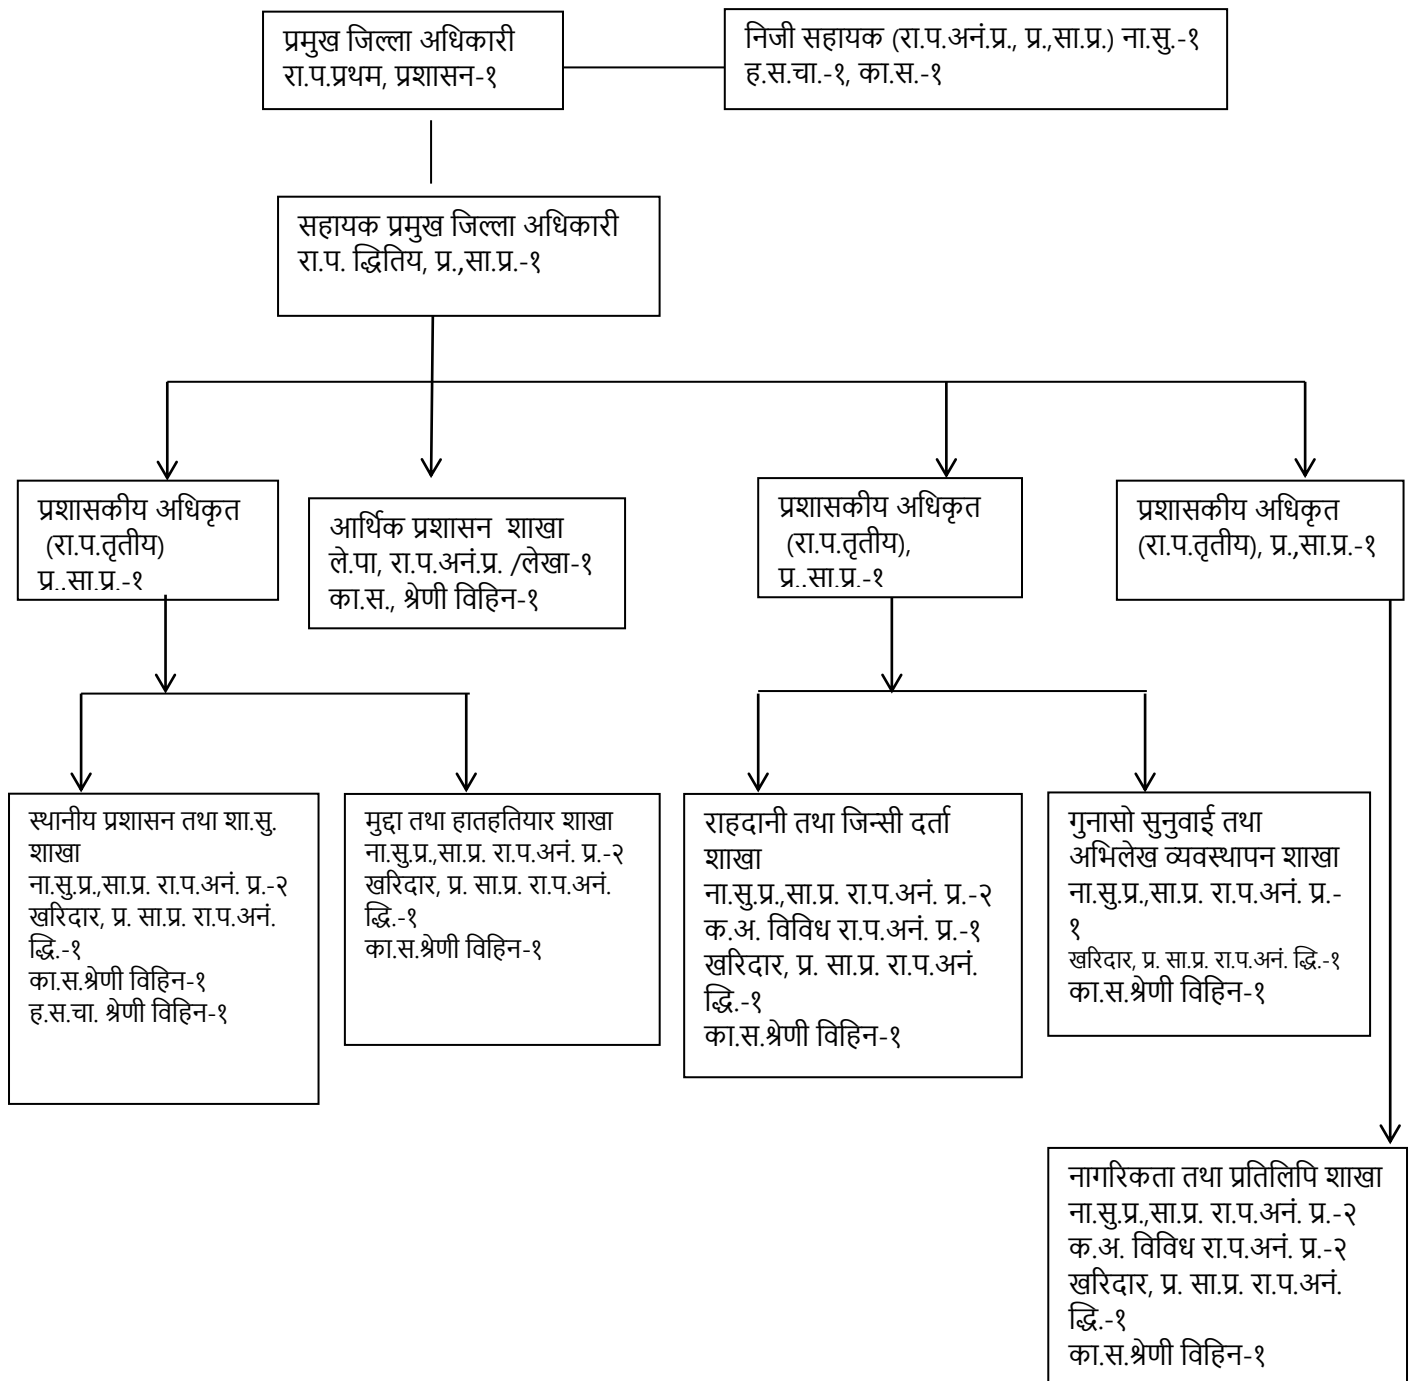 प्रमुख जिल्ला अधिकारी
रा.प.प्रथम, प्रशासन-१
निजी सहायक (रा.प.अनं.प्र., प्र.,सा.प्र.) ना.सु.-१
ह.स.चा.-१, का.स.-१
सहायक प्रमुख जिल्ला अधिकारी
रा.प. द्धितिय, प्र.,सा.प्र.-१
प्रशासकीय अधिकृत
(रा.प.तृतीय)
प्र.,सा.प्र.-१
आर्थिक प्रशासन शाखा
ले.पा, रा.प.अनं.प्र. /लेखा-१
का.स., श्रेणी विहिन-१
प्रशासकीय अधिकृत
(रा.प.तृतीय),
प्र.,सा.प्र.-१
प्रशासकीय अधिकृत
(रा.प.तृतीय), प्र.,सा.प्र.-१
स्थानीय प्रशासन तथा शा.सु.
शाखा
ना.सु.प्र.,सा.प्र. रा.प.अनं. प्र.-२
खरिदार, प्र. सा.प्र. रा.प.अनं.
द्धि.-१
का.स.श्रेणी विहिन-१
ह.स.चा. श्रेणी विहिन-१
मुद्दा तथा हातहतियार शाखा
ना.सु.प्र.,सा.प्र. रा.प.अनं. प्र.-२
खरिदार, प्र. सा.प्र. रा.प.अनं.
द्धि.-१
का.स.श्रेणी विहिन-१
राहदानी तथा जिन्सी दर्ता
शाखा
ना.सु.प्र.,सा.प्र. रा.प.अनं. प्र.-२
क.अ. विविध रा.प.अनं. प्र.-१
खरिदार, प्र. सा.प्र. रा.प.अनं.
द्धि.-१
का.स.श्रेणी विहिन-१
गुनासो सुनुवाई तथा
अभिलेख व्यवस्थापन शाखा
ना.सु.प्र.,सा.प्र. रा.प.अनं. प्र.-
१
खरिदार, प्र. सा.प्र. रा.प.अनं. द्धि.-१
का.स.श्रेणी विहिन-१
नागरिकता तथा प्रतिलिपि शाखा
ना.सु.प्र.,सा.प्र. रा.प.अनं. प्र.-२
क.अ. विविध रा.प.अनं. प्र.-२
खरिदार, प्र. सा.प्र. रा.प.अनं.
द्धि.-१
का.स.श्रेणी विहिन-१